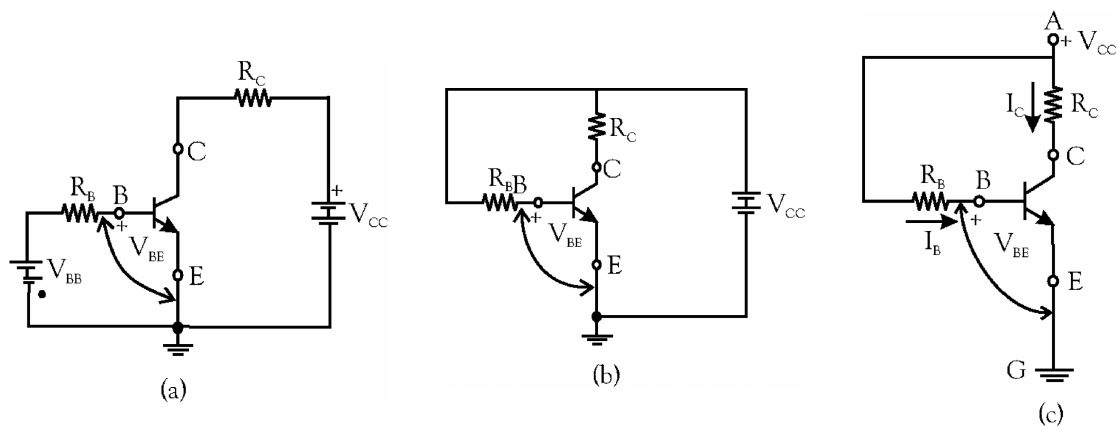 R_C
C
R_B B
+
V_BE
+
V_CC
V_BB
E
(a)
R_C
C
R_B B
+
V_BE
V_CC
E
(b)
A
+ V_CC
I_C
R_C
C
R_B
B
+
I_B
V_BE
E
G
(c)